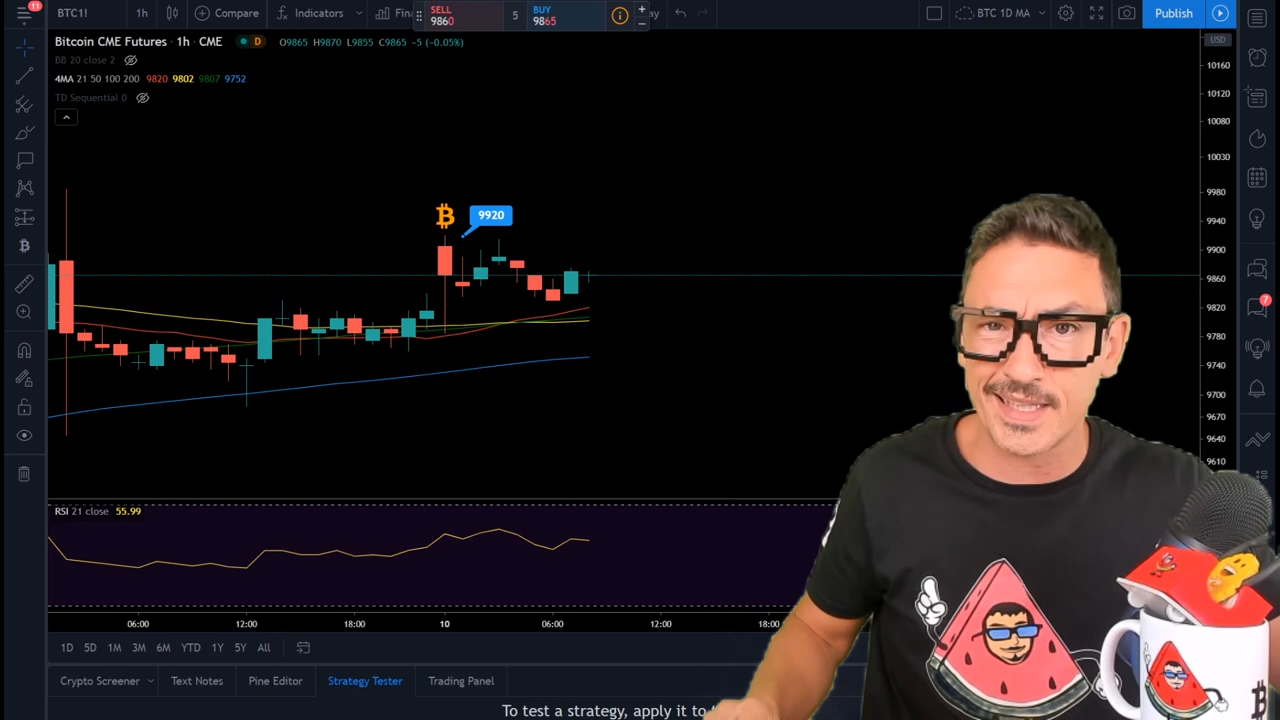 11
BTC1!
1h
Compare
Indicators
Fin
SELL
9860
5
BUY
9865
ay
BTC 1D MA
Publish
Bitcoin CME Futures · 1h · CME
D
O9865 H9870 L9855 C9865 −5 (−0.05%)
BB 20 close 2
4MA 21 50 100 200 9820 9802 9807 9752
TD Sequential 0
USD
10160
10120
10080
10030
9980
9940
9900
9860
9820
9780
9740
9700
9670
9640
9610
9920
7
RSI 21 close 55.99
06:00
12:00
18:00
10
06:00
12:00
18:00
1D 5D 1M 3M 6M YTD 1Y 5Y All
Crypto Screener
Text Notes
Pine Editor
Strategy Tester
Trading Panel
To test a strategy, apply it to